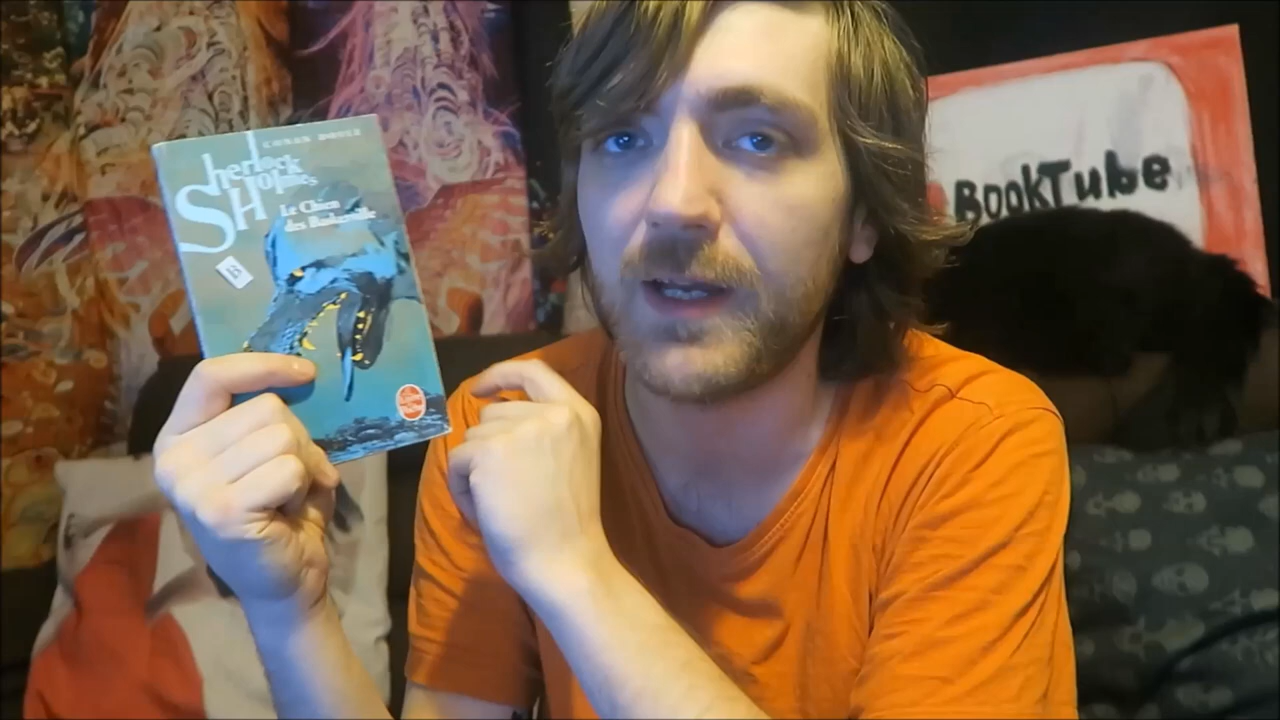 CONAN DOYLE
Sherlock
Holmes
Le Chien
des Baskerville
B
BookTube